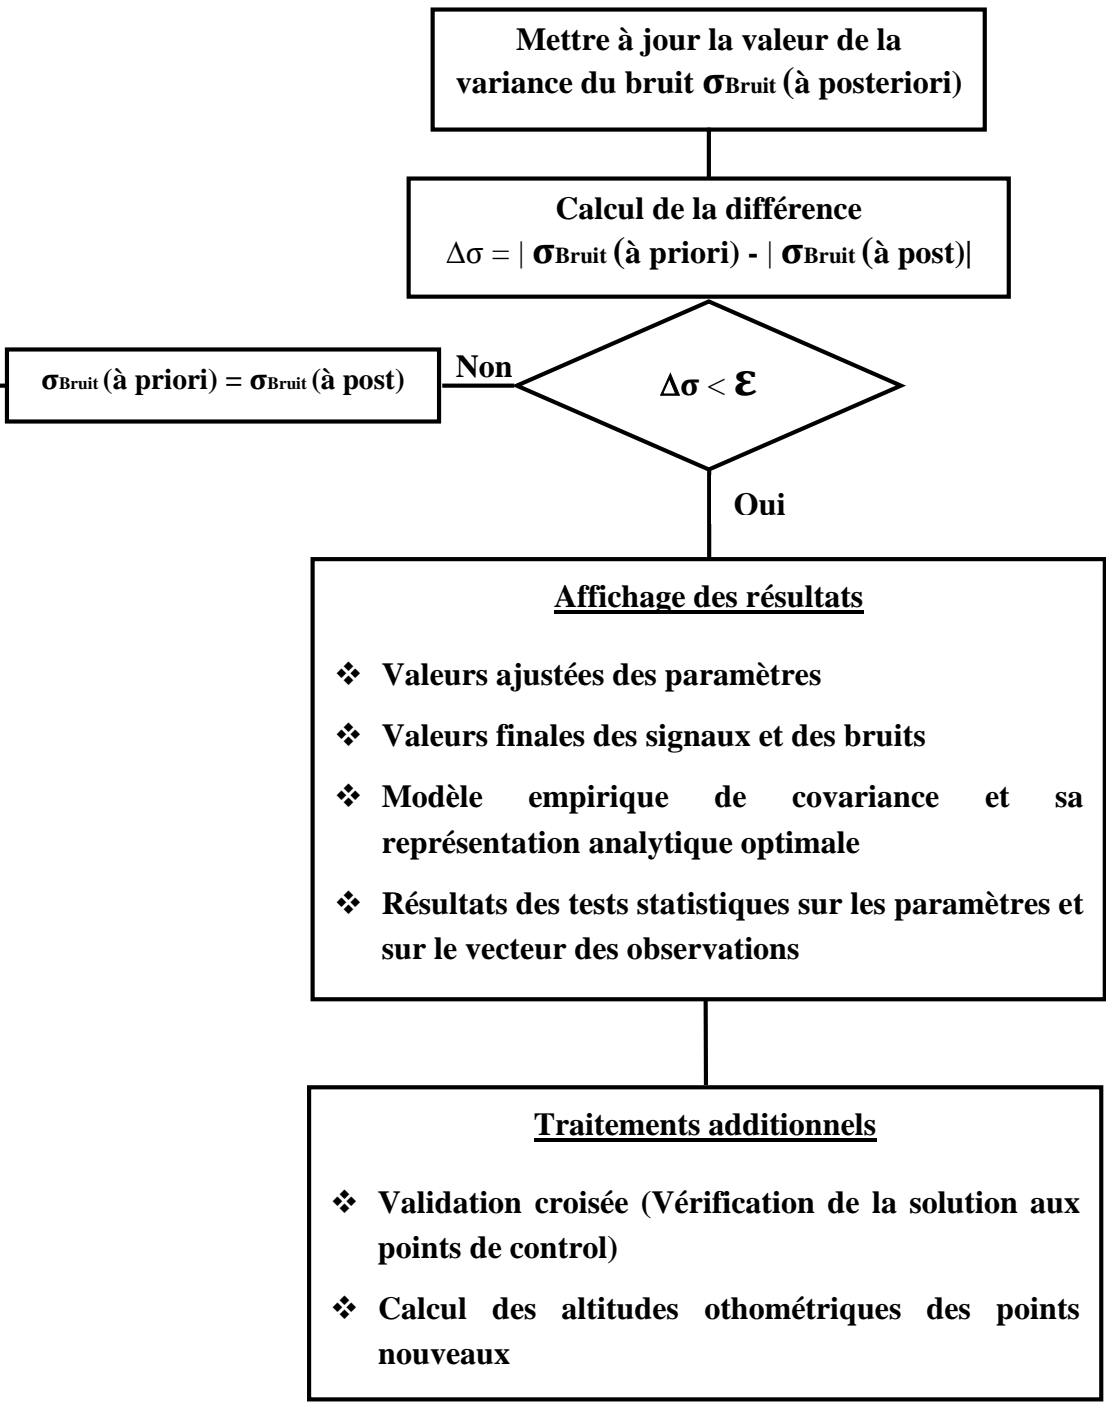 Mettre à jour la valeur de la
variance du bruit σBruit (à posteriori)
Calcul de la différence
Δσ = | σBruit (à priori) - | σBruit (à post)|
σBruit (à priori) = σBruit (à post)
Non
Δσ < ε
Oui
Affichage des résultats
❖ Valeurs ajustées des paramètres
❖ Valeurs finales des signaux et des bruits
❖ Modèle empirique de covariance et sa
représentation analytique optimale
❖ Résultats des tests statistiques sur les paramètres et
sur le vecteur des observations
Traitements additionnels
❖ Validation croisée (Vérification de la solution aux
points de control)
❖ Calcul des altitudes othométriques des points
nouveaux